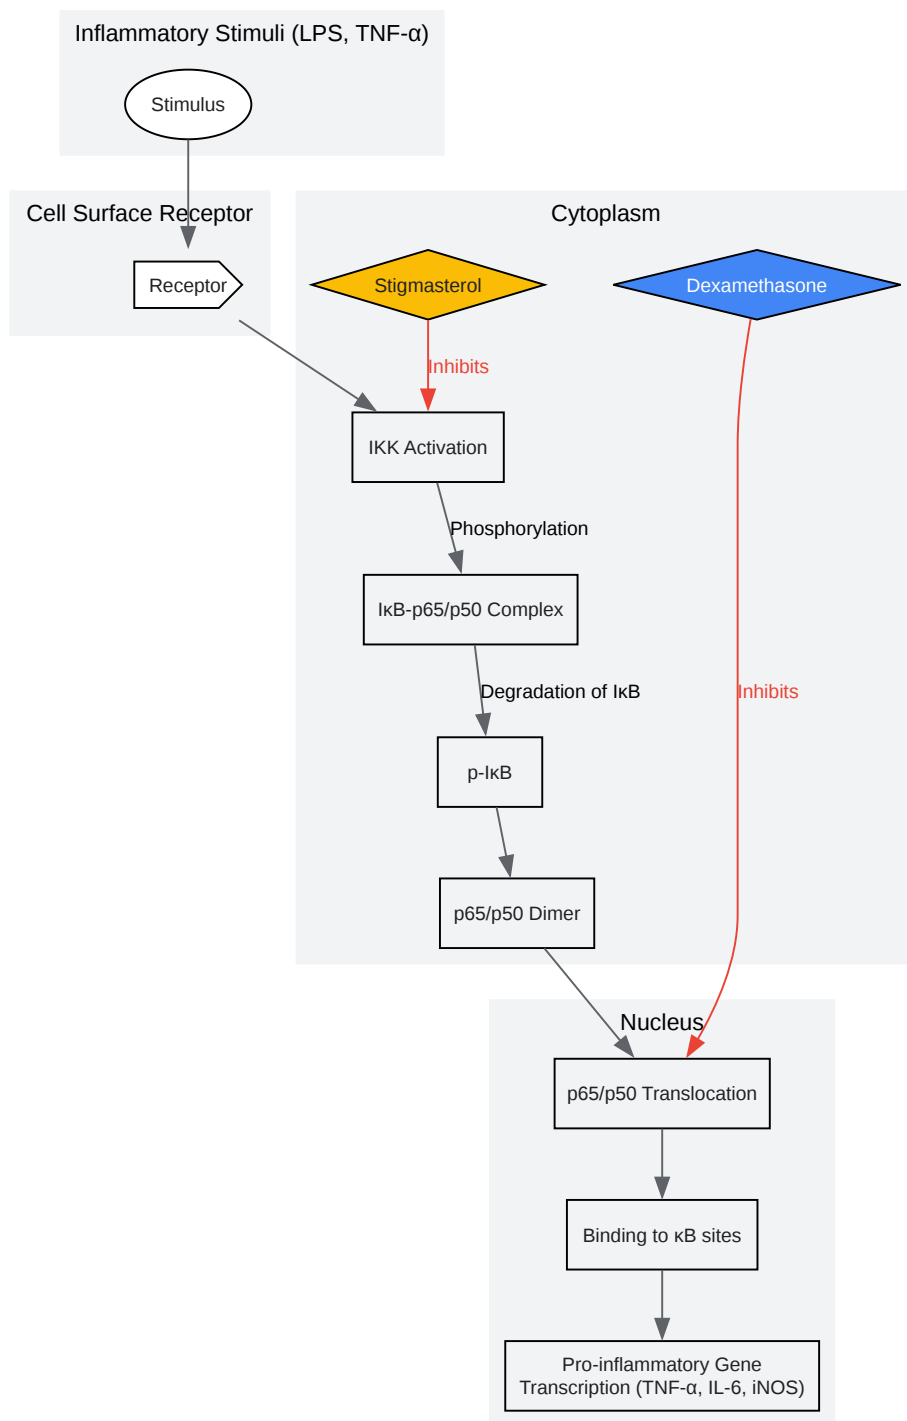 Inflammatory Stimuli (LPS, TNF-α)
Stimulus
Cell Surface Receptor
Receptor
Cytoplasm
Stigmasterol
Dexamethasone
Inhibits
IKK Activation
Phosphorylation
IκB-p65/p50 Complex
Degradation of IκB
Inhibits
p-IκB
p65/p50 Dimer
Nucleus
p65/p50 Translocation
Binding to κB sites
Pro-inflammatory Gene
Transcription (TNF-α, IL-6, iNOS)